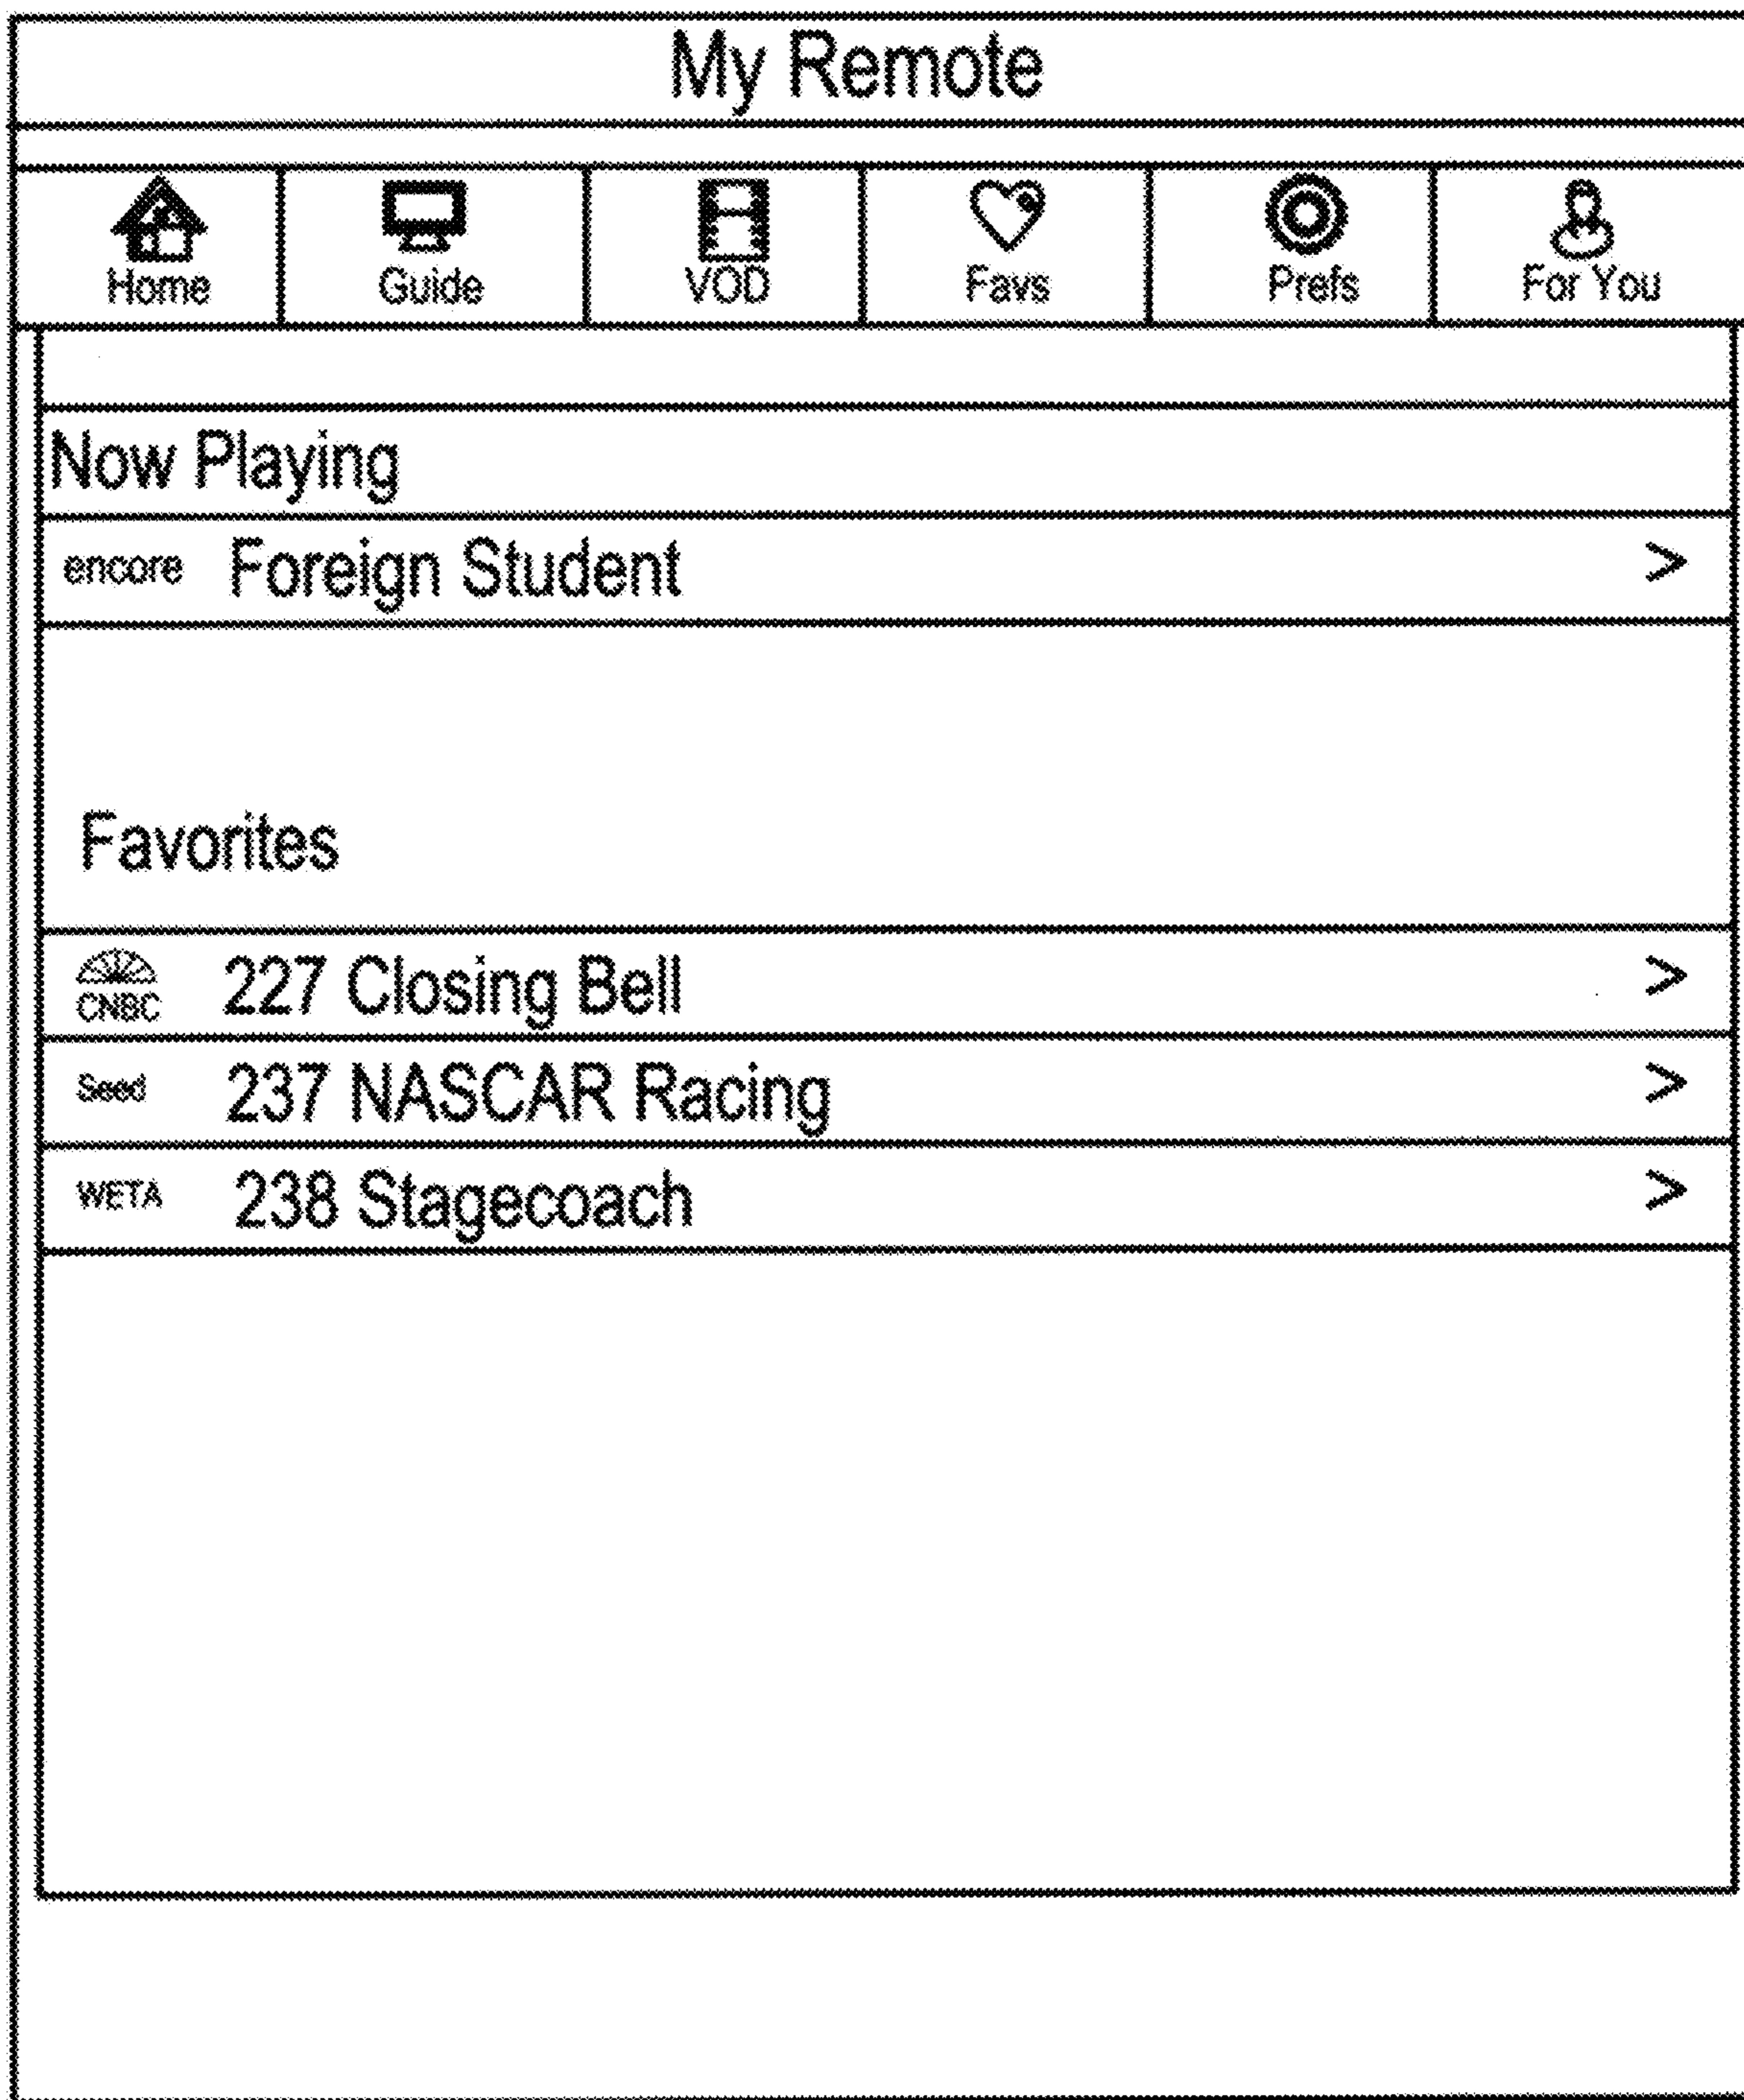 My Remote
Home Guide VOD Favs Prefs For You
Now Playing
encore Foreign Student >
Favorites
CNBC 227 Closing Bell >
Seed 237 NASCAR Racing >
WETA 238 Stagecoach >